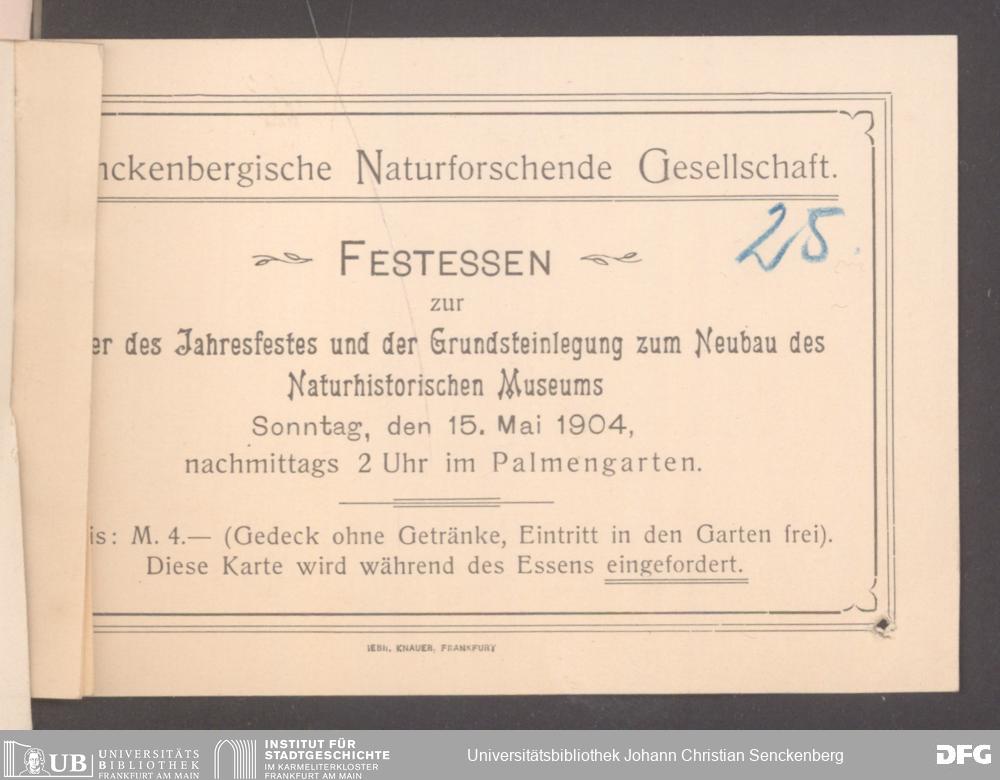 nckenbergische Naturforschende Gesellschaft.
25.
FESTESSEN
zur
er des Jahresfestes und der Grundsteinlegung zum Neubau des
Naturhistorischen Museums
Sonntag, den 15. Mai 1904,
nachmittags 2 Uhr im Palmengarten.
is: M. 4.— (Gedeck ohne Getränke, Eintritt in den Garten frei).
Diese Karte wird während des Essens eingefordert.
GEBR. KNAUER, FRANKFURT
UB UNIVERSITÄTS
BIBLIOTHEK
FRANKFURT AM MAIN
INSTITUT FÜR
STADTGESCHICHTE
IM KARMELITERKLOSTER
FRANKFURT AM MAIN
Universitätsbibliothek Johann Christian Senckenberg
DFG